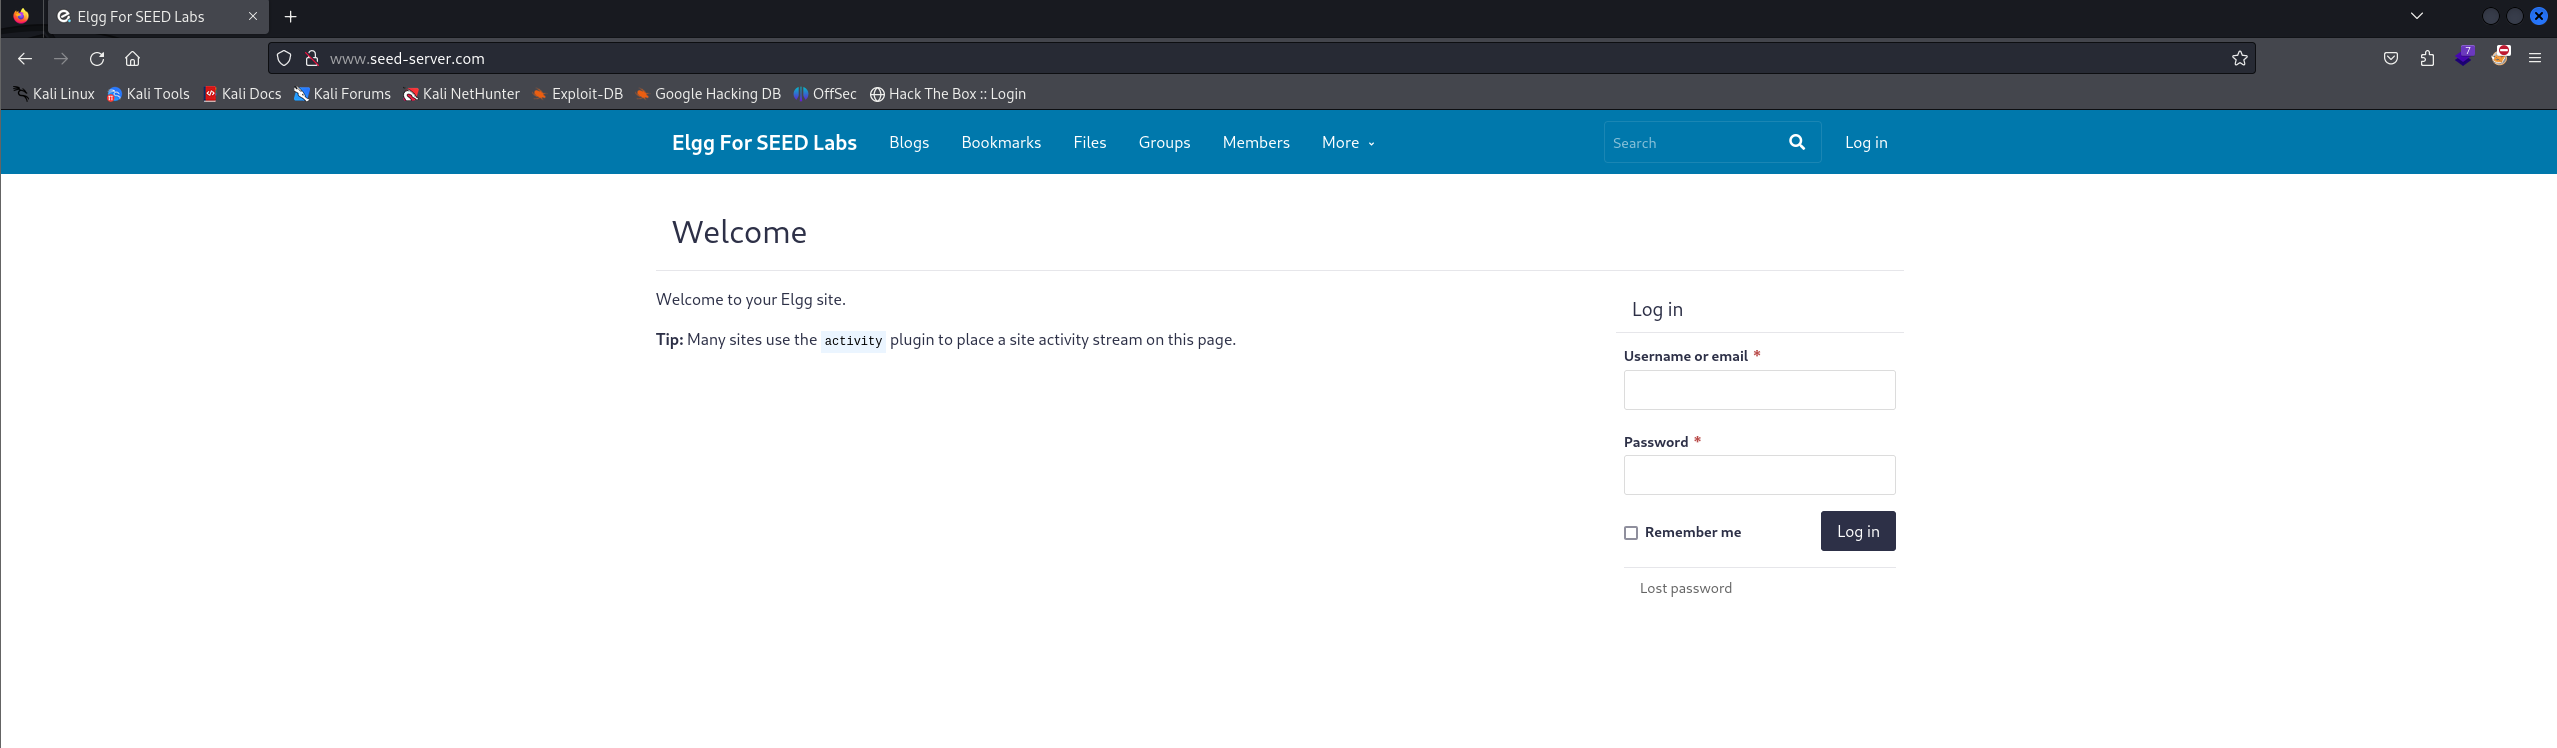 Elgg For SEED Labs
www.seed-server.com
7
Kali Linux Kali Tools Kali Docs Kali Forums Kali NetHunter Exploit-DB Google Hacking DB OffSec Hack The Box :: Login
Elgg For SEED Labs Blogs Bookmarks Files Groups Members More Search Log in
Welcome
Welcome to your Elgg site.
Tip: Many sites use the activity plugin to place a site activity stream on this page.
Log in
Username or email *
Password *
Remember me Log in
Lost password